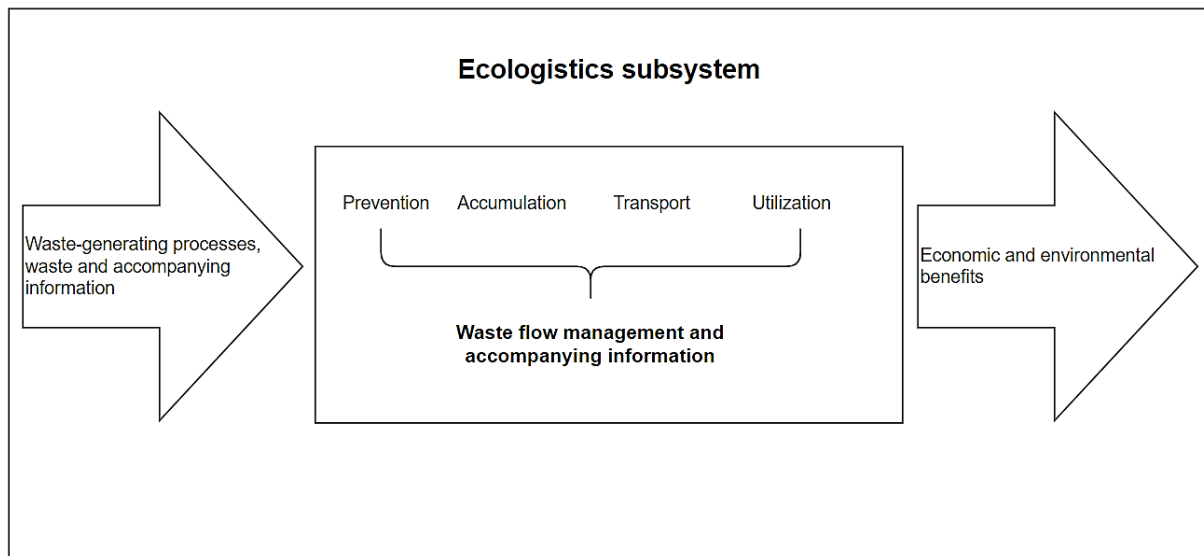 Ecologistics subsystem
Waste-generating processes,
waste and accompanying
information
Prevention Accumulation Transport Utilization
Waste flow management and
accompanying information
Economic and environmental
benefits